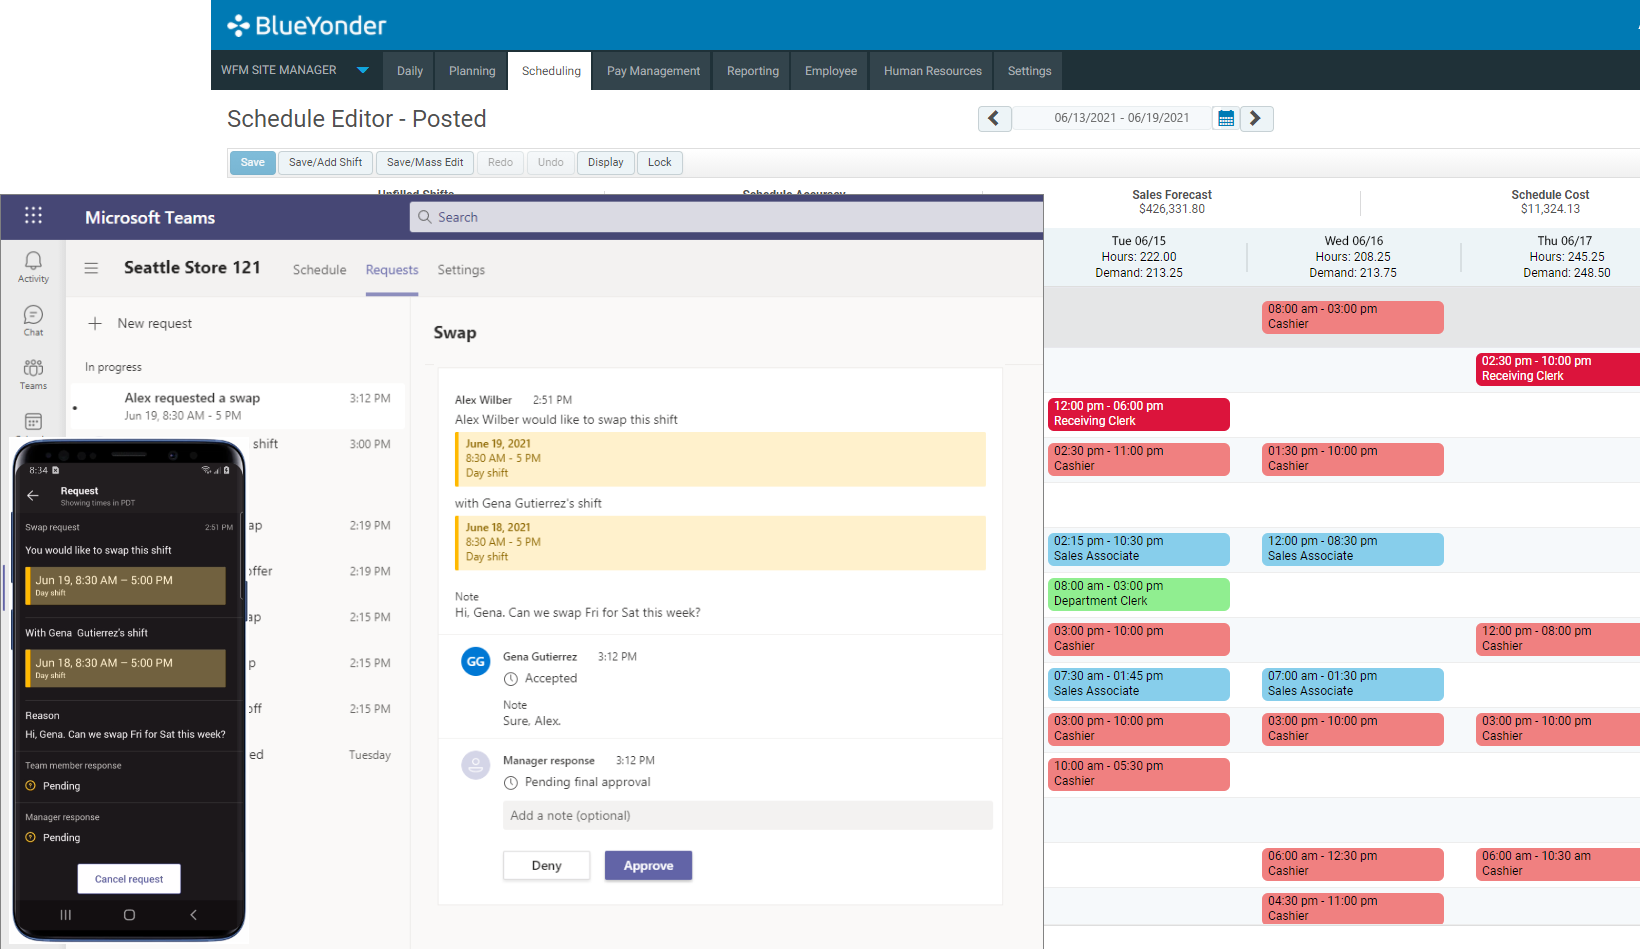 BlueYonder
WFM SITE MANAGER
Daily
Planning
Scheduling
Pay Management
Reporting
Employee
Human Resources
Settings
Schedule Editor - Posted
06/13/2021 - 06/19/2021
Save
Save/Add Shift
Save/Mass Edit
Redo
Undo
Display
Lock
Unfilled Shifts
Schedule Accuracy
Sales Forecast
$426,331.80
Schedule Cost
$11,324.13
Tue 06/15
Hours: 222.00
Demand: 213.25
Wed 06/16
Hours: 208.25
Demand: 213.75
Thu 06/17
Hours: 245.25
Demand: 248.50
08:00 am - 03:00 pm
Cashier
02:30 pm - 10:00 pm
Receiving Clerk
12:00 pm - 06:00 pm
Receiving Clerk
02:30 pm - 11:00 pm
Cashier
01:30 pm - 10:00 pm
Cashier
02:15 pm - 10:30 pm
Sales Associate
12:00 pm - 08:30 pm
Sales Associate
08:00 am - 03:00 pm
Department Clerk
03:00 pm - 10:00 pm
Cashier
12:00 pm - 08:00 pm
Cashier
07:30 am - 01:45 pm
Sales Associate
07:00 am - 01:30 pm
Sales Associate
03:00 pm - 10:00 pm
Cashier
03:00 pm - 10:00 pm
Cashier
03:00 pm - 10:00 pm
Cashier
10:00 am - 05:30 pm
Cashier
06:00 am - 12:30 pm
Cashier
06:00 am - 10:30 am
Cashier
04:30 pm - 11:00 pm
Cashier
Microsoft Teams
Search
Activity
Chat
Teams
Seattle Store 121
Schedule
Requests
Settings
New request
In progress
Alex requested a swap
3:12 PM
Jun 19, 8:30 AM - 5 PM
shift
3:00 PM
ap
2:19 PM
offer
2:19 PM
ap
2:15 PM
p
2:15 PM
off
2:15 PM
ed
Tuesday
Swap
Alex Wilber 2:51 PM
Alex Wilber would like to swap this shift
June 19, 2021
8:30 AM - 5 PM
Day shift
with Gena Gutierrez's shift
June 18, 2021
8:30 AM - 5 PM
Day shift
Note
Hi, Gena. Can we swap Fri for Sat this week?
GG
Gena Gutierrez 3:12 PM
Accepted
Note
Sure, Alex.
Manager response 3:12 PM
Pending final approval
Add a note (optional)
Deny
Approve
8:34
Request
Showing times in PDT
Swap request
2:51 PM
You would like to swap this shift
Jun 19, 8:30 AM – 5:00 PM
Day shift
With Gena Gutierrez's shift
Jun 18, 8:30 AM – 5:00 PM
Day shift
Reason
Hi, Gena. Can we swap Fri for Sat this week?
Team member response
Pending
Manager response
Pending
Cancel request